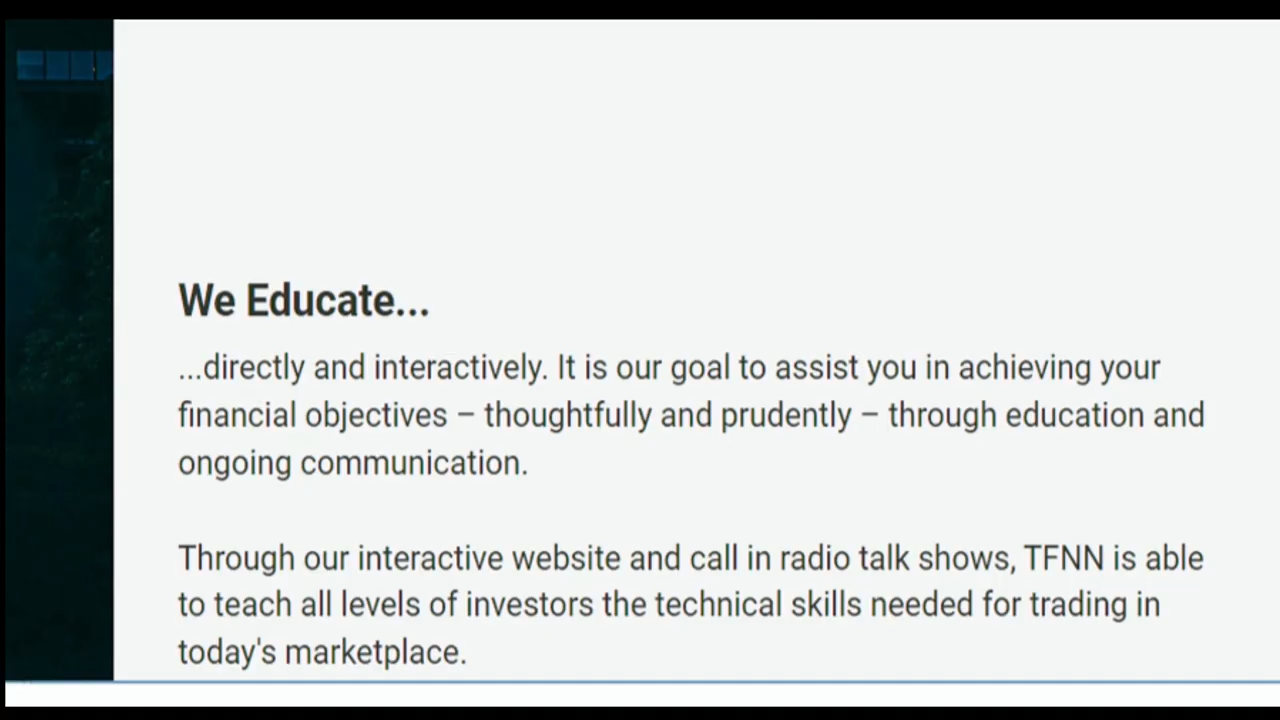 We Educate...
...directly and interactively. It is our goal to assist you in achieving your
financial objectives – thoughtfully and prudently – through education and
ongoing communication.
Through our interactive website and call in radio talk shows, TFNN is able
to teach all levels of investors the technical skills needed for trading in
today's marketplace.